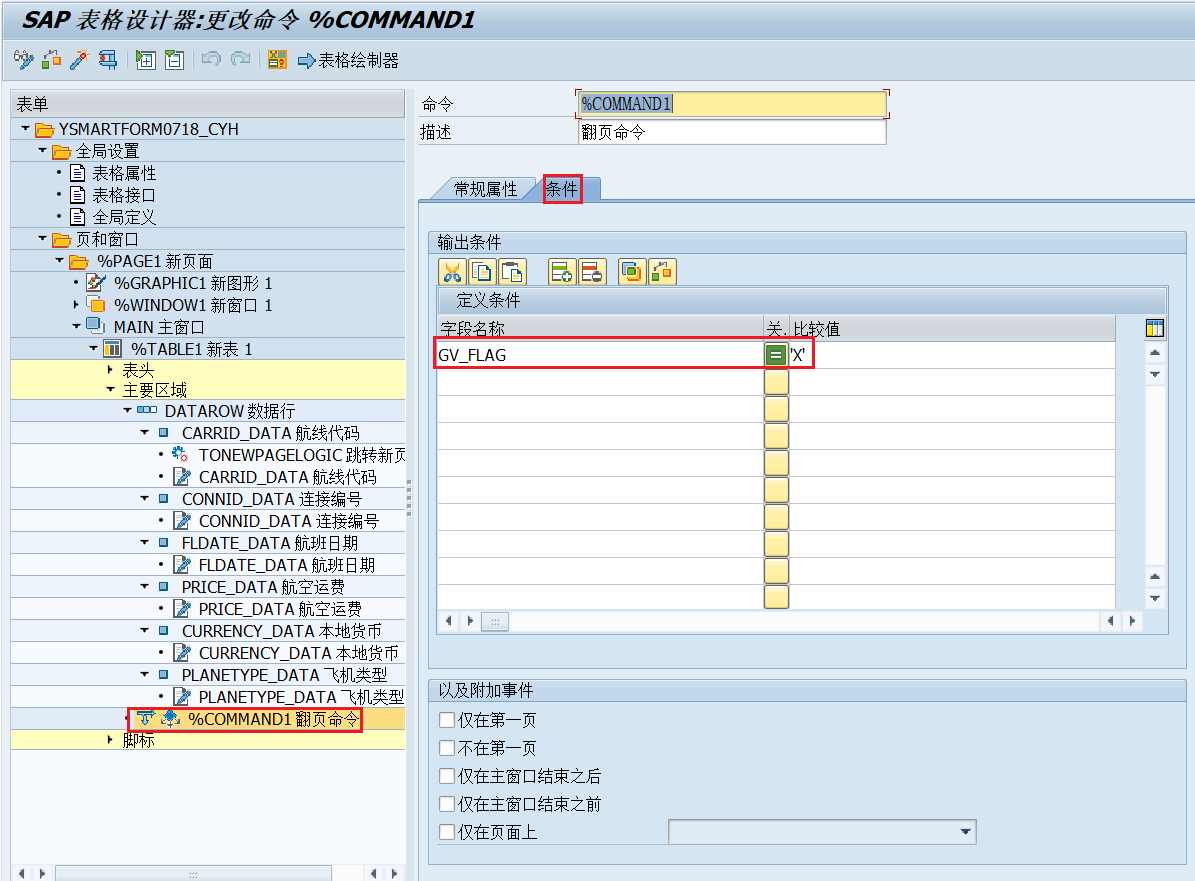 SAP 表格设计器:更改命令 %COMMAND1
表格绘制器
表单
YSMARTFORM0718_CYH
全局设置
表格属性
表格接口
全局定义
页和窗口
%PAGE1 新页面
%GRAPHIC1 新图形 1
%WINDOW1 新窗口 1
MAIN 主窗口
%TABLE1 新表 1
表头
主要区域
DATAROW 数据行
CARRID_DATA 航线代码
TONEWPAGELOGIC 跳转新页
CARRID_DATA 航线代码
CONNID_DATA 连接编号
CONNID_DATA 连接编号
FLDATE_DATA 航班日期
FLDATE_DATA 航班日期
PRICE_DATA 航空运费
PRICE_DATA 航空运费
CURRENCY_DATA 本地货币
CURRENCY_DATA 本地货币
PLANETYPE_DATA 飞机类型
PLANETYPE_DATA 飞机类型
%COMMAND1 翻页命令
脚标
命令 %COMMAND1
描述 翻页命令
常规属性 条件
输出条件
定义条件
字段名称 关. 比较值
GV_FLAG = 'X'
以及附加事件
仅在第一页
不在第一页
仅在主窗口结束之后
仅在主窗口结束之前
仅在页面上